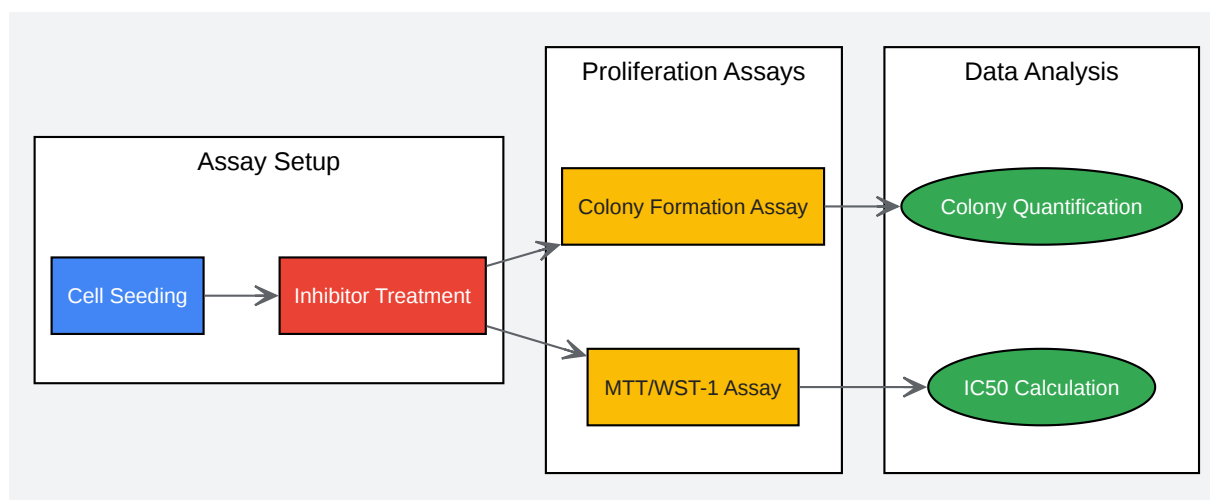 Assay Setup
Cell Seeding
Inhibitor Treatment
Proliferation Assays
Colony Formation Assay
MTT/WST-1 Assay
Data Analysis
Colony Quantification
IC50 Calculation